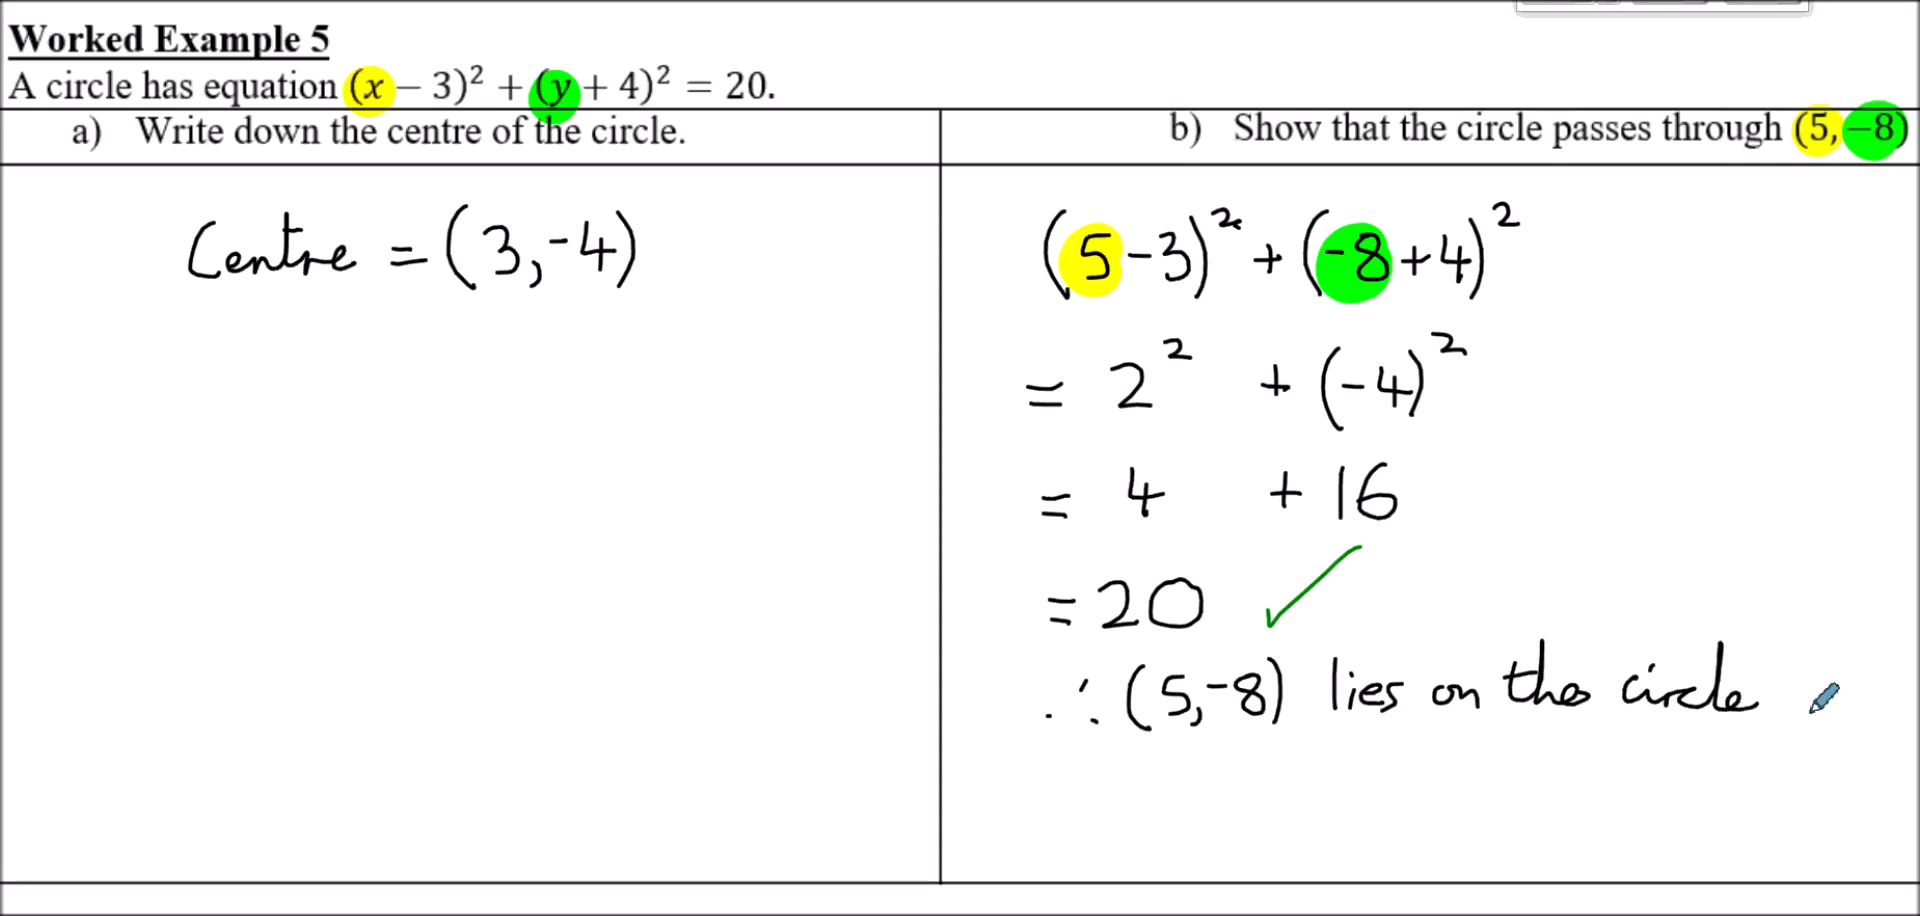 Worked Example 5
A circle has equation (x − 3)² + (y + 4)² = 20.
a) Write down the centre of the circle.
Centre = (3,-4)
b) Show that the circle passes through (5, −8)
(5-3)² + (-8+4)²
= 2² + (-4)²
= 4 + 16
= 20 ✓
∴ (5,-8) lies on the circle